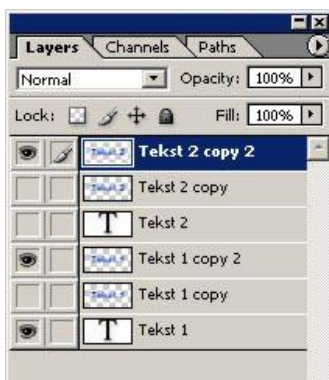 Layers Channels Paths
Normal Opacity: 100%
Lock: Fill: 100%
Tekst 2 copy 2
Tekst 2 copy
T Tekst 2
Tekst 1 copy 2
Tekst 1 copy
T Tekst 1